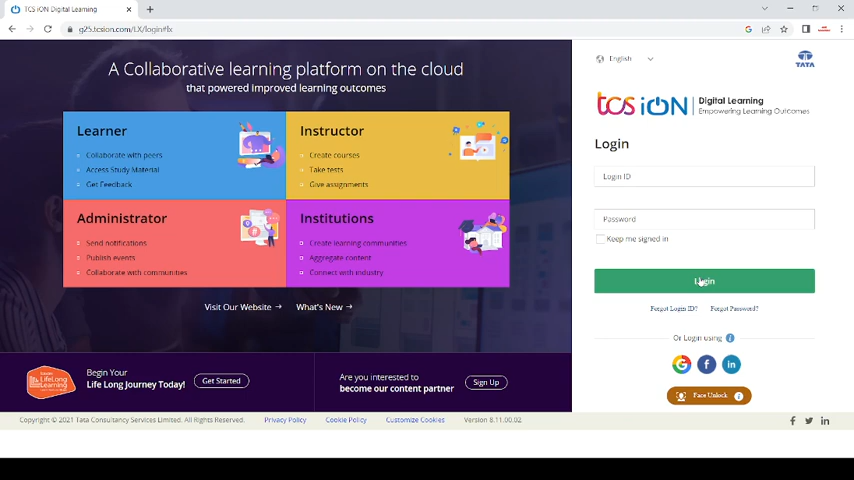 TCS iON Digital Learning
g25.tcsion.com/LX/login#lx
A Collaborative learning platform on the cloud
that powered improved learning outcomes
Learner
Collaborate with peers
Access Study Material
Get Feedback
Instructor
Create courses
Take tests
Give assignments
Administrator
Send notifications
Publish events
Collaborate with communities
Institutions
Create learning communities
Aggregate content
Connect with industry
Visit Our Website →
What's New →
LifeLong Learning
Begin Your
Life Long Journey Today!
Get Started
Are you interested to
become our content partner
Sign Up
English
TATA
tcs iON
Digital Learning
Empowering Learning Outcomes
Login
Login ID
Password
Keep me signed in
Login
Forgot Login ID?
Forgot Password?
Or Login using
Face Unlock
Copyright © 2021 Tata Consultancy Services Limited. All Rights Reserved.
Privacy Policy
Cookie Policy
Customize Cookies
Version 8.11.00.02